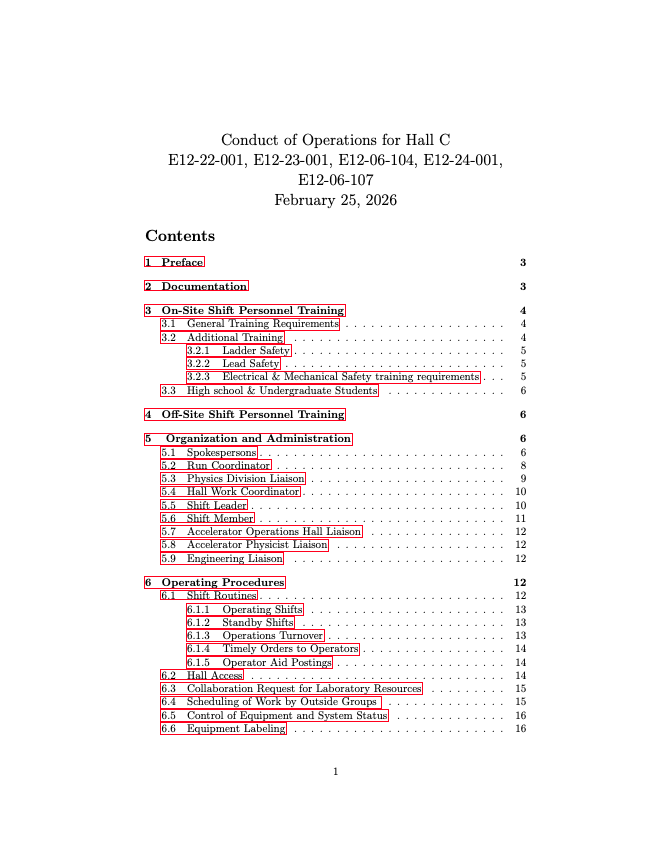 Conduct of Operations for Hall C
E12-22-001, E12-23-001, E12-06-104, E12-24-001,
E12-06-107
February 25, 2026
Contents
1 Preface 3
2 Documentation 3
3 On-Site Shift Personnel Training 4
3.1 General Training Requirements . . . . . . . . . . . . . . . . . . . 4
3.2 Additional Training . . . . . . . . . . . . . . . . . . . . . . . . . . 4
3.2.1 Ladder Safety . . . . . . . . . . . . . . . . . . . . . . . . . 5
3.2.2 Lead Safety . . . . . . . . . . . . . . . . . . . . . . . . . . 5
3.2.3 Electrical & Mechanical Safety training requirements . . . 5
3.3 High school & Undergraduate Students . . . . . . . . . . . . . . 6
4 Off-Site Shift Personnel Training 6
5 Organization and Administration 6
5.1 Spokespersons . . . . . . . . . . . . . . . . . . . . . . . . . . . . . 6
5.2 Run Coordinator . . . . . . . . . . . . . . . . . . . . . . . . . . . 8
5.3 Physics Division Liaison . . . . . . . . . . . . . . . . . . . . . . . 9
5.4 Hall Work Coordinator . . . . . . . . . . . . . . . . . . . . . . . . 10
5.5 Shift Leader . . . . . . . . . . . . . . . . . . . . . . . . . . . . . . 10
5.6 Shift Member . . . . . . . . . . . . . . . . . . . . . . . . . . . . . 11
5.7 Accelerator Operations Hall Liaison . . . . . . . . . . . . . . . . . 12
5.8 Accelerator Physicist Liaison . . . . . . . . . . . . . . . . . . . . 12
5.9 Engineering Liaison . . . . . . . . . . . . . . . . . . . . . . . . . 12
6 Operating Procedures 12
6.1 Shift Routines . . . . . . . . . . . . . . . . . . . . . . . . . . . . . 12
6.1.1 Operating Shifts . . . . . . . . . . . . . . . . . . . . . . . 13
6.1.2 Standby Shifts . . . . . . . . . . . . . . . . . . . . . . . . 13
6.1.3 Operations Turnover . . . . . . . . . . . . . . . . . . . . . 14
6.1.4 Timely Orders to Operators . . . . . . . . . . . . . . . . . 14
6.1.5 Operator Aid Postings . . . . . . . . . . . . . . . . . . . . 14
6.2 Hall Access . . . . . . . . . . . . . . . . . . . . . . . . . . . . . . 14
6.3 Collaboration Request for Laboratory Resources . . . . . . . . . 15
6.4 Scheduling of Work by Outside Groups . . . . . . . . . . . . . . 15
6.5 Control of Equipment and System Status . . . . . . . . . . . . . 16
6.6 Equipment Labeling . . . . . . . . . . . . . . . . . . . . . . . . . 16
1